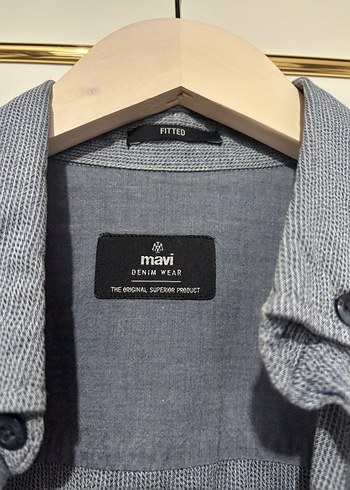 FITTED
mavi
DENIM WEAR
THE ORIGINAL SUPERIOR PRODUCT